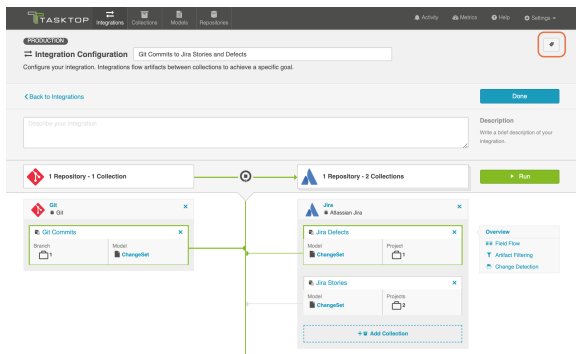 TASKTOP
Integrations
Collections
Models
Repositories
Activity
Metrics
Help
Settings
PRODUCTION
Integration Configuration
Git Commits to Jira Stories and Defects
Configure your integration. Integrations flow artifacts between collections to achieve a specific goal.
Back to Integrations
Done
Describe your integration
Description
Write a brief description of your
integration.
1 Repository - 1 Collection
1 Repository - 2 Collections
Run
Git
Git
Git Commits
Branch
1
Model
ChangeSet
Jira
Atlassian Jira
Jira Defects
Model
ChangeSet
Project
1
Jira Stories
Model
ChangeSet
Projects
2
+ Add Collection
Overview
Field Flow
Artifact Filtering
Change Detection